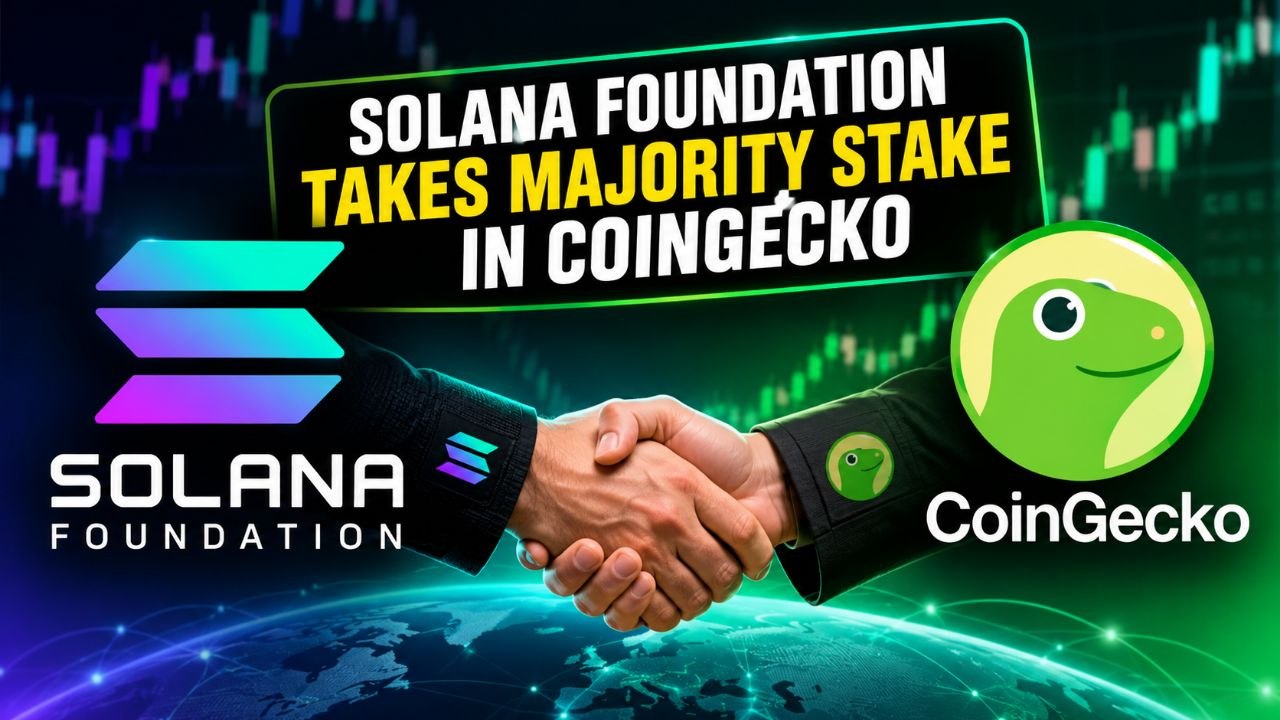 SOLANA FOUNDATION
TAKES MAJORITY STAKE
IN COINGECKO
SOLANA
FOUNDATION
CoinGecko